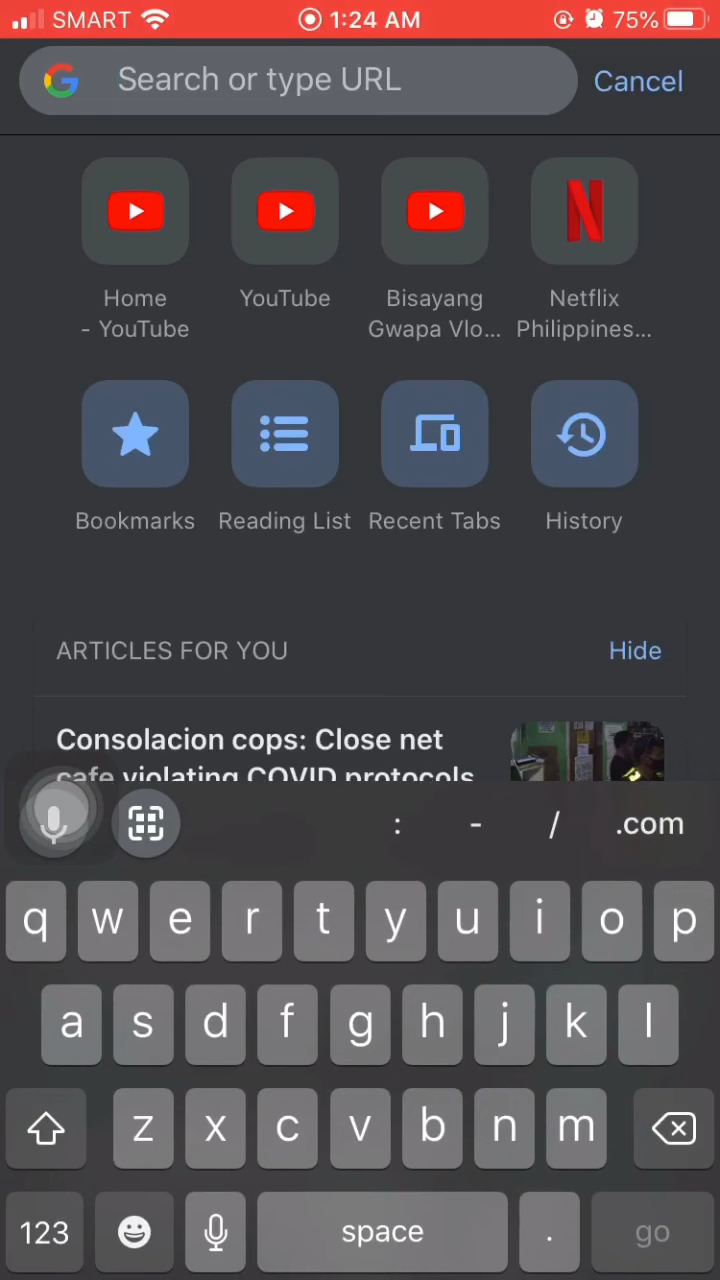 SMART 1:24 AM 75%
Search or type URL Cancel
Home
- YouTube
YouTube
Bisayang
Gwapa Vlo...
Netflix
Philippines...
Bookmarks Reading List Recent Tabs History
ARTICLES FOR YOU Hide
Consolacion cops: Close net
cafe violating COVID protocols
: - / .com
q w e r t y u i o p
a s d f g h j k l
z x c v b n m
123 space . go